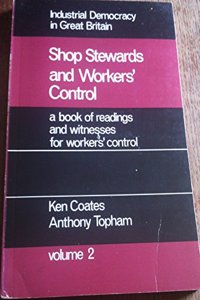 Industrial Democracy
in Great Britain
Shop Stewards
and Workers'
Control
a book of readings
and witnesses
for workers' control
Ken Coates
Anthony Topham
volume 2